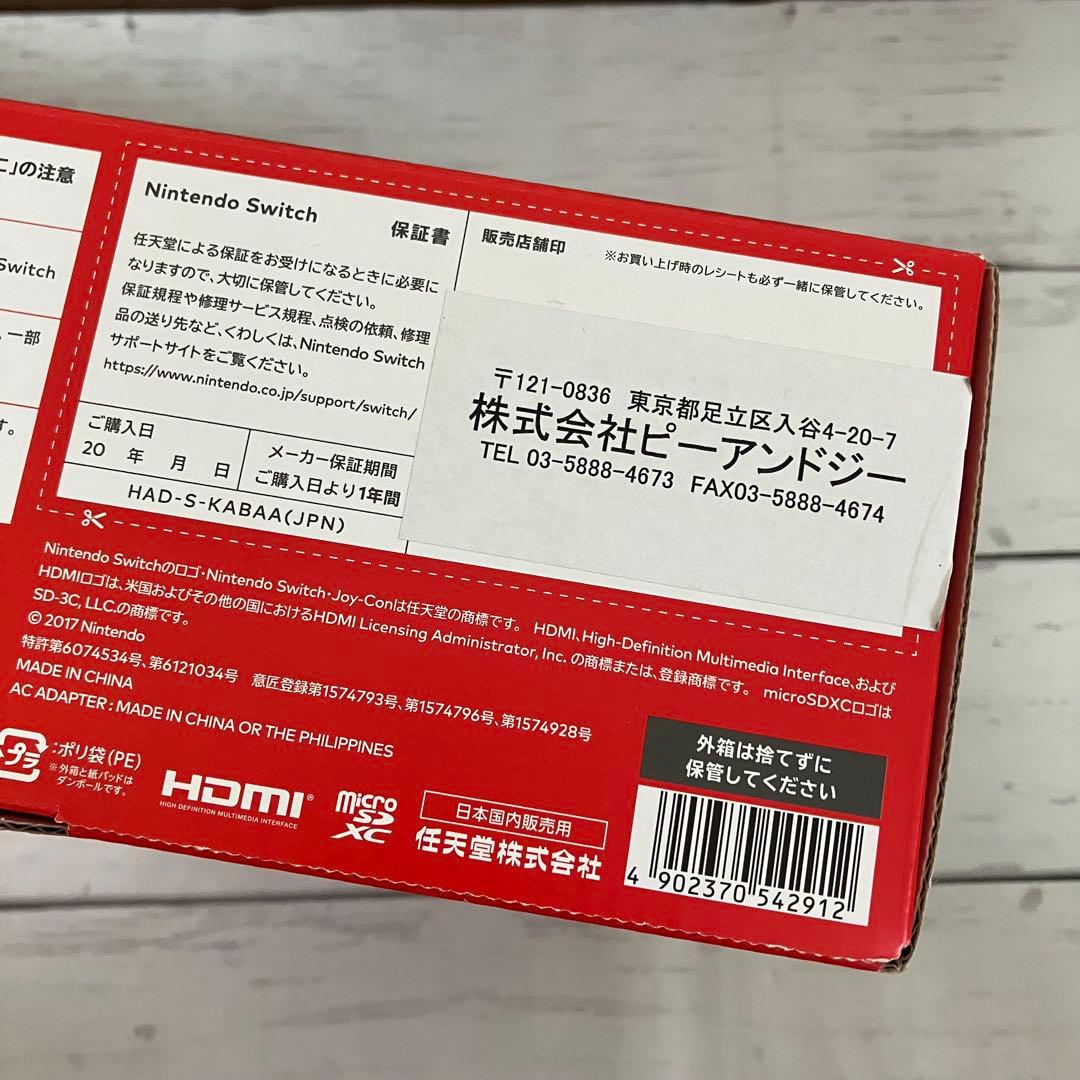 ニ」の注意
Switch
、一部
す。
Nintendo Switch
保証書
任天堂による保証をお受けになるときに必要に
なりますので、大切に保管してください。
保証規程や修理サービス規程、点検の依頼、修理
品の送り先など、くわしくは、Nintendo Switch
サポートサイトをご覧ください。
https://www.nintendo.co.jp/support/switch/
ご購入日
20 年 月 日
メーカー保証期間
ご購入日より1年間
HAD-S-KABAA(JPN)
販売店舗印
※お買い上げ時のレシートも必ず一緒に保管してください。
〒121-0836 東京都足立区入谷4-20-7
株式会社ピーアンドジー
TEL 03-5888-4673 FAX03-5888-4674
Nintendo Switchのロゴ・Nintendo Switch・Joy-Conは任天堂の商標です。 HDMI、High-Definition Multimedia Interface、および
HDMIロゴは、米国およびその他の国におけるHDMI Licensing Administrator, Inc. の商標または、登録商標です。 microSDXCロゴは
SD-3C, LLC.の商標です。
© 2017 Nintendo
特許第6074534号、第6121034号 意匠登録第1574793号、第1574796号、第1574928号
MADE IN CHINA
AC ADAPTER : MADE IN CHINA OR THE PHILIPPINES
プラ
:ポリ袋(PE)
※外箱と紙パッドは
ダンボールです。
HDMI®
HIGH-DEFINITION MULTIMEDIA INTERFACE
micro
SD
XC
日本国内販売用
任天堂株式会社
外箱は捨てずに
保管してください
4 902370 542912